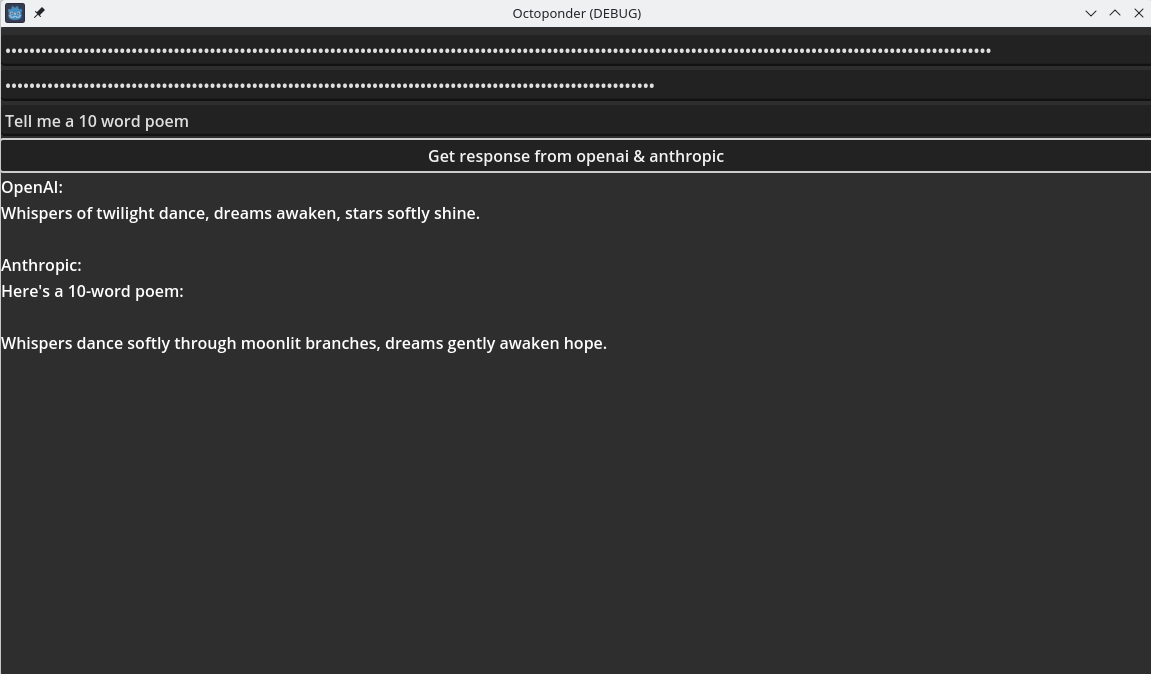 Octoponder (DEBUG)
Tell me a 10 word poem
Get response from openai & anthropic
OpenAI:
Whispers of twilight dance, dreams awaken, stars softly shine.
Anthropic:
Here's a 10-word poem:
Whispers dance softly through moonlit branches, dreams gently awaken hope.